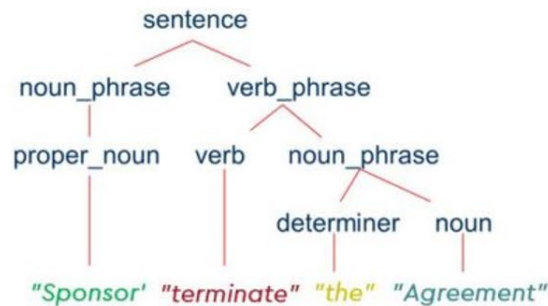 sentence
noun_phrase verb_phrase
proper_noun verb noun_phrase
determiner noun
"Sponsor' "terminate" "the" "Agreement"